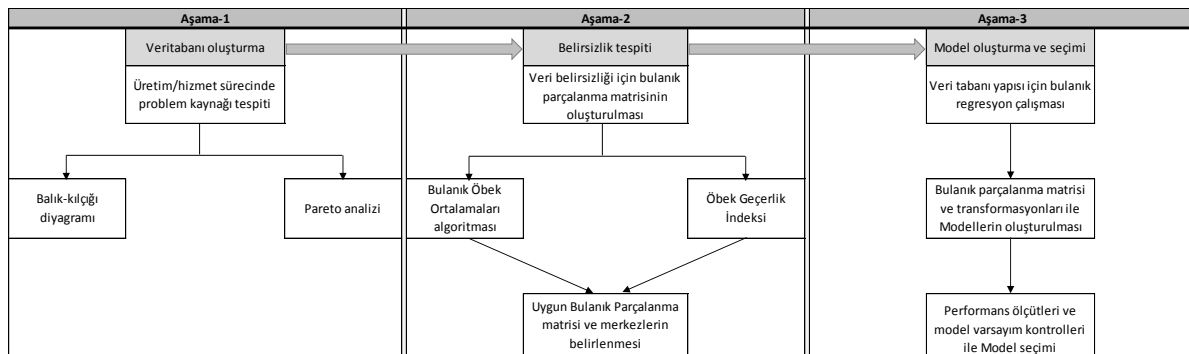 Aşama-1
Aşama-2
Aşama-3
Veritabanı oluşturma
Belirsizlik tespiti
Model oluşturma ve seçimi
Üretim/hizmet sürecinde
problem kaynağı tespiti
Veri belirsizliği için bulanık
parçalanma matrisinin
oluşturulması
Veri tabanı yapısı için bulanık
regresyon çalışması
Balık-kılçığı
diyagramı
Pareto analizi
Bulanık Öbek
Ortalamaları
algoritması
Öbek Geçerlik
İndeksi
Bulanık parçalanma matrisi
ve transformasyonları ile
Modellerin oluşturulması
Uygun Bulanık Parçalanma
matrisi ve merkezlerin
belirlenmesi
Performans ölçütleri ve
model varsayım kontrolleri
ile Model seçimi